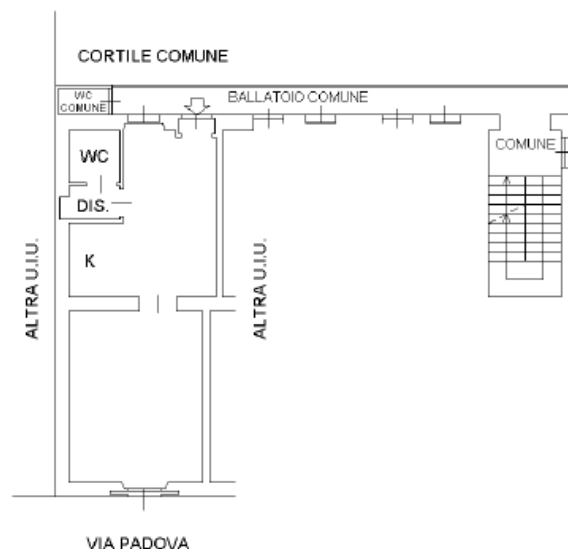 CORTILE COMUNE
WC
COMUNE
BALLATOIO COMUNE
COMUNE
WC
DIS.
K
ALTRA U.I.U.
ALTRA U.I.U.
VIA PADOVA